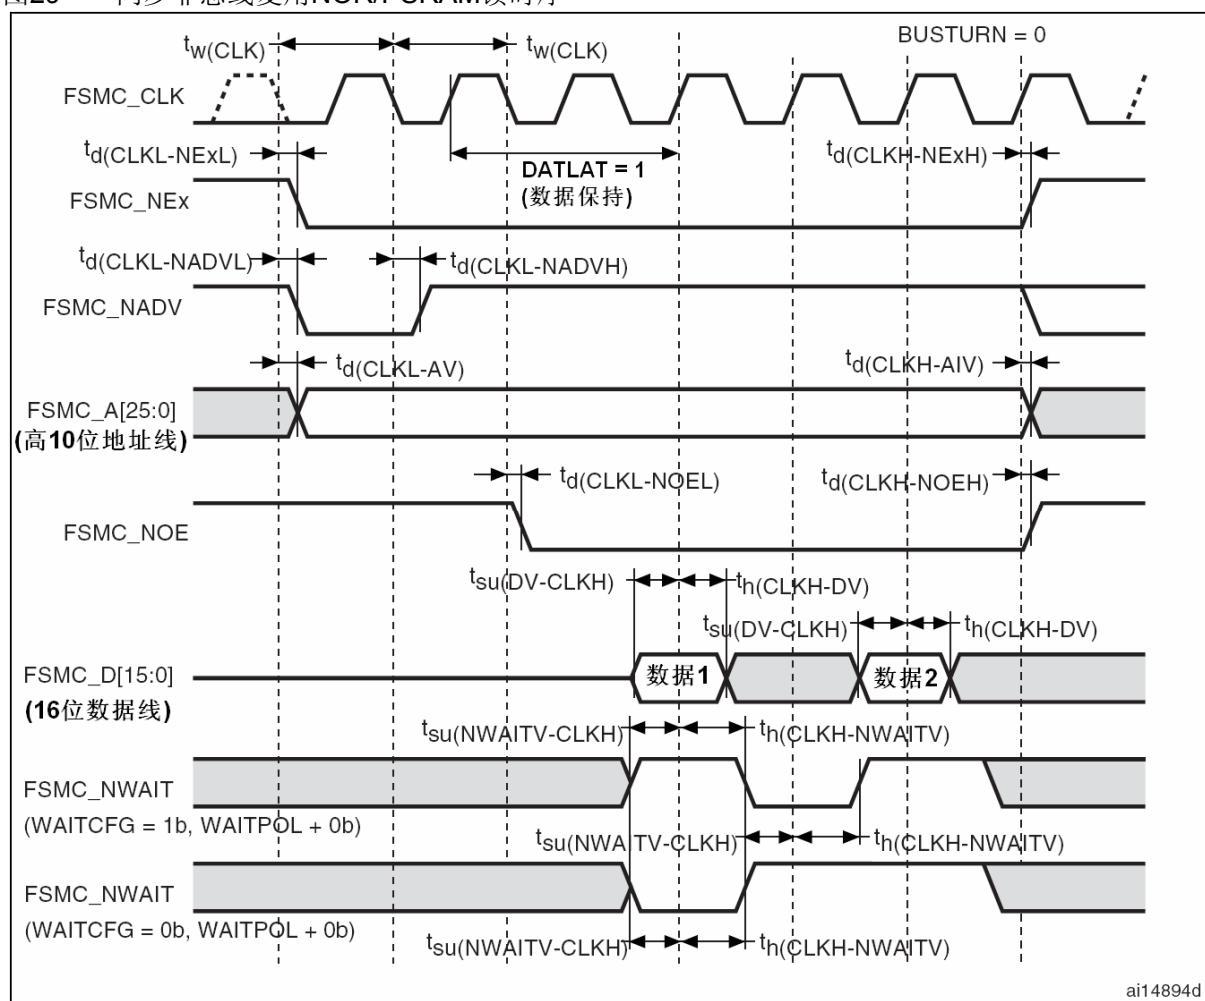 tw(CLK)
tw(CLK)
BUSTURN = 0
FSMC_CLK
td(CLKL-NExL)
DATLAT = 1
(数据保持)
td(CLKH-NExH)
FSMC_NEx
td(CLKL-NADVL)
td(CLKL-NADVH)
FSMC_NADV
td(CLKL-AV)
td(CLKH-AIV)
FSMC_A[25:0]
(高10位地址线)
td(CLKL-NOEL)
td(CLKH-NOEH)
FSMC_NOE
tsu(DV-CLKH)
th(CLKH-DV)
tsu(DV-CLKH)
th(CLKH-DV)
FSMC_D[15:0]
数据1
数据2
(16位数据线)
tsu(NWAITV-CLKH)
th(CLKH-NWAITV)
FSMC_NWAIT
(WAITCFG = 1b, WAITPOL + 0b)
tsu(NWAITV-CLKH)
th(CLKH-NWAITV)
FSMC_NWAIT
(WAITCFG = 0b, WAITPOL + 0b)
tsu(NWAITV-CLKH)
th(CLKH-NWAITV)
ai14894d